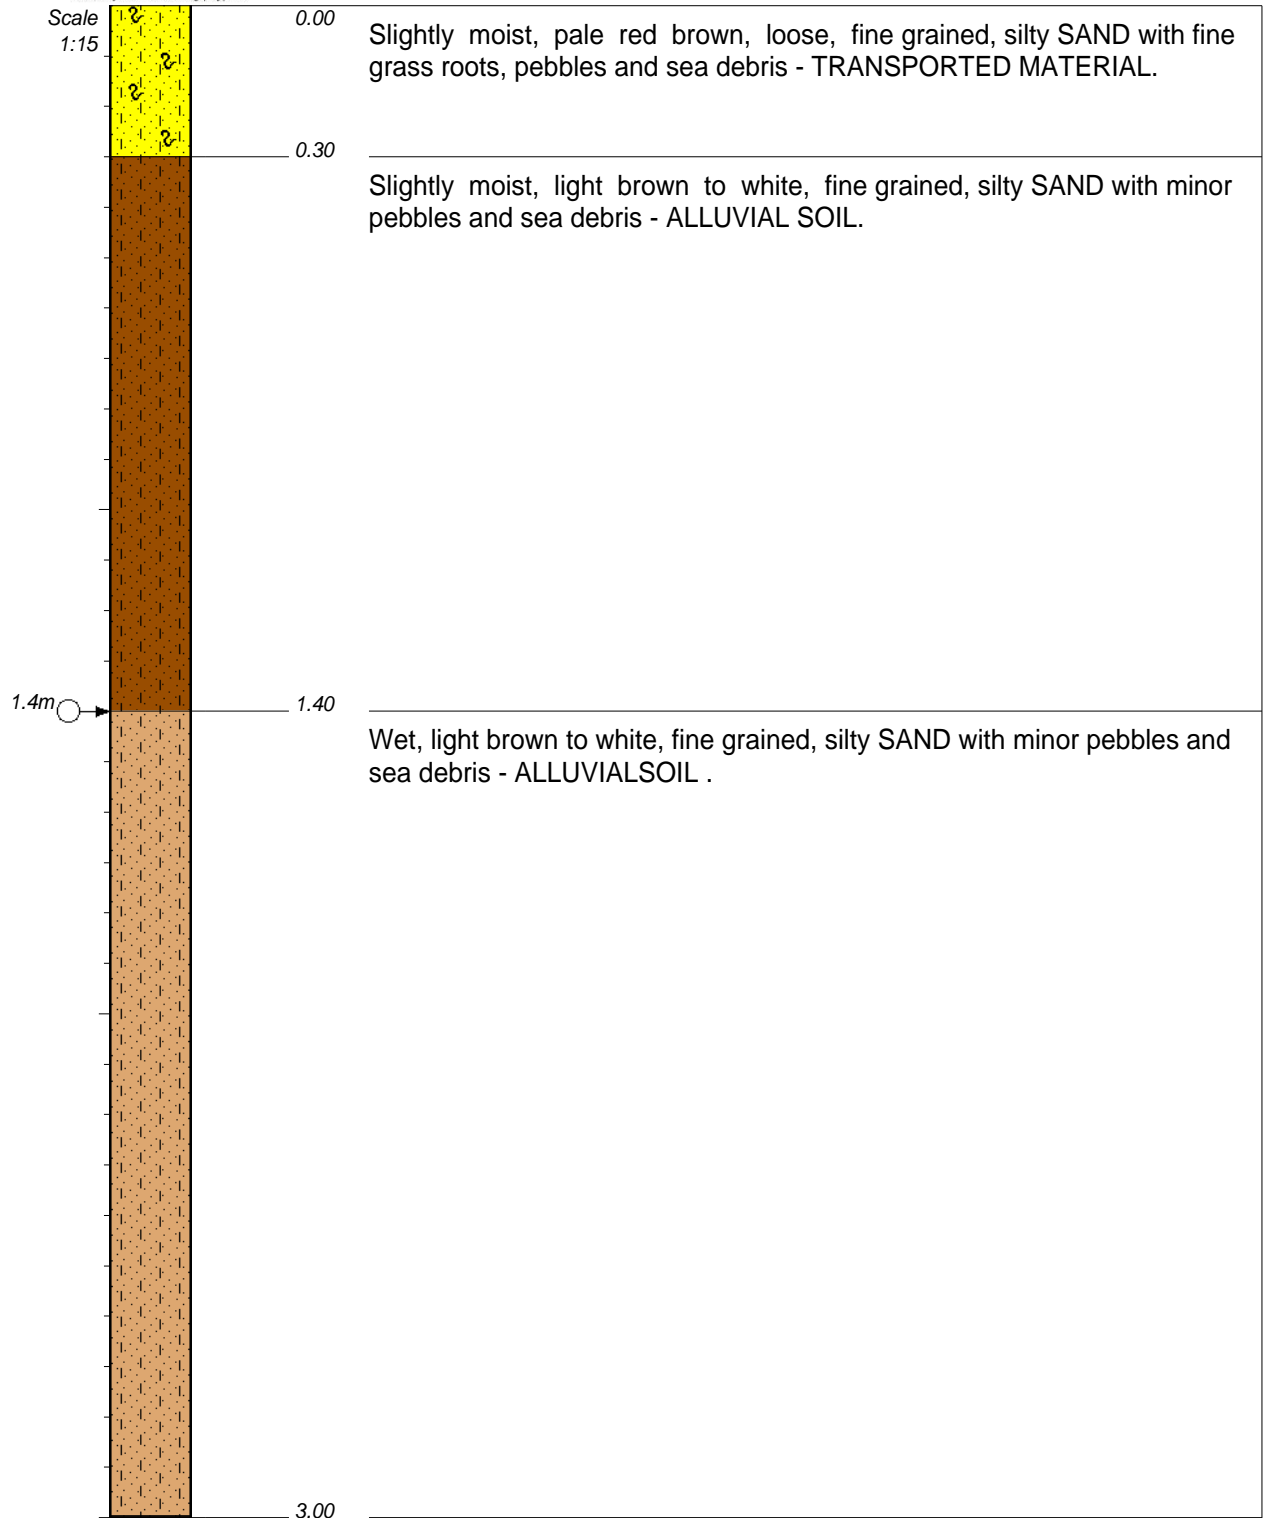 Scale
1:15
0.00
Slightly moist, pale red brown, loose, fine grained, silty SAND with fine
grass roots, pebbles and sea debris - TRANSPORTED MATERIAL.
0.30
Slightly moist, light brown to white, fine grained, silty SAND with minor
pebbles and sea debris - ALLUVIAL SOIL.
1.4m
1.40
Wet, light brown to white, fine grained, silty SAND with minor pebbles and
sea debris - ALLUVIALSOIL .
3.00